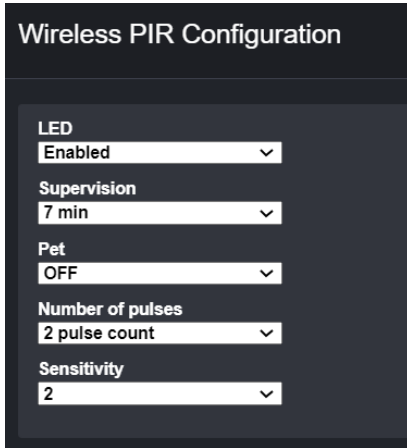 Wireless PIR Configuration
LED
Enabled
Supervision
7 min
Pet
OFF
Number of pulses
2 pulse count
Sensitivity
2